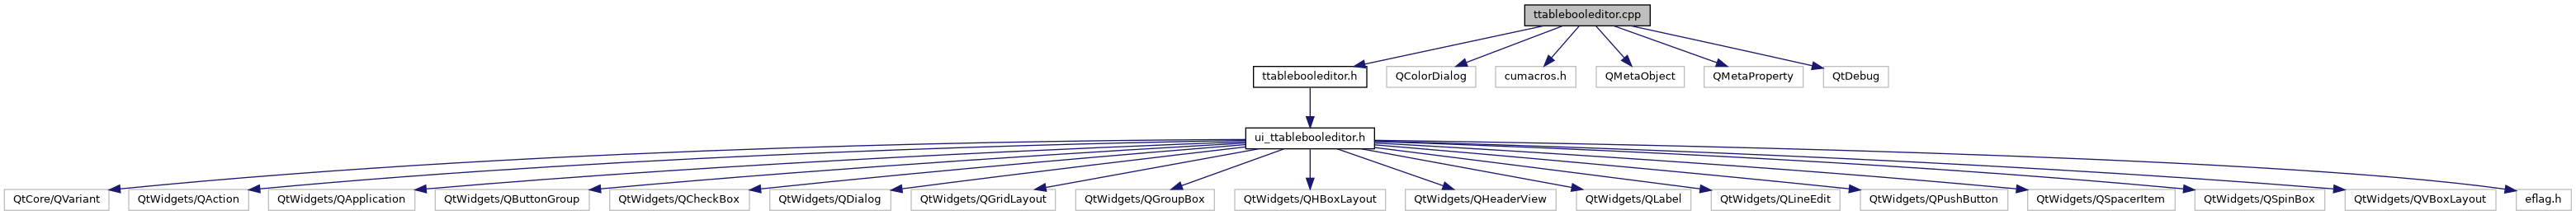 ttablebooleditor.cpp
ttablebooleditor.h
QColorDialog
cumacros.h
QMetaObject
QMetaProperty
QtDebug
ui_ttablebooleditor.h
QtCore/QVariant
QtWidgets/QAction
QtWidgets/QApplication
QtWidgets/QButtonGroup
QtWidgets/QCheckBox
QtWidgets/QDialog
QtWidgets/QGridLayout
QtWidgets/QGroupBox
QtWidgets/QHBoxLayout
QtWidgets/QHeaderView
QtWidgets/QLabel
QtWidgets/QLineEdit
QtWidgets/QPushButton
QtWidgets/QSpacerItem
QtWidgets/QSpinBox
QtWidgets/QVBoxLayout
eflag.h